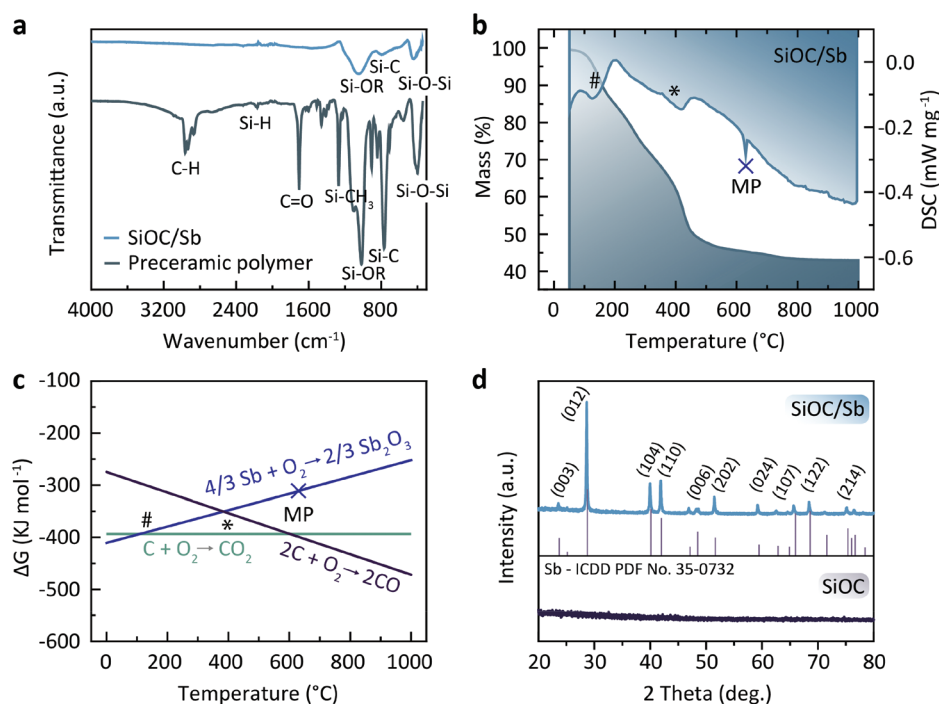 a
SiOC/Sb
Preceramic polymer
Si-OR
Si-C
Si-O-Si
C-H
Si-H
C=O
Si-CH₃
Si-OR
Si-C
Si-O-Si
Transmittance (a.u.)
4000 3200 2400 1600 800
Wavenumber (cm⁻¹)
b
SiOC/Sb
#
*
MP
100
90
80
70
60
50
40
Mass (%)
0.0
-0.2
-0.4
-0.6
DSC (mW mg⁻¹)
0 200 400 600 800 1000
Temperature (°C)
c
-100
-200
-300
-400
-500
-600
ΔG (KJ mol⁻¹)
4/3 Sb + O₂→2/3 Sb₂O₃
MP
#
*
C + O₂→CO₂
2C + O₂→2CO
0 200 400 600 800 1000
Temperature (°C)
d
SiOC/Sb
(003)
(012)
(104)
(110)
(006)
(202)
(024)
(107)
(122)
(214)
Sb - ICDD PDF No. 35-0732
SiOC
Intensity (a.u.)
20 30 40 50 60 70 80
2 Theta (deg.)